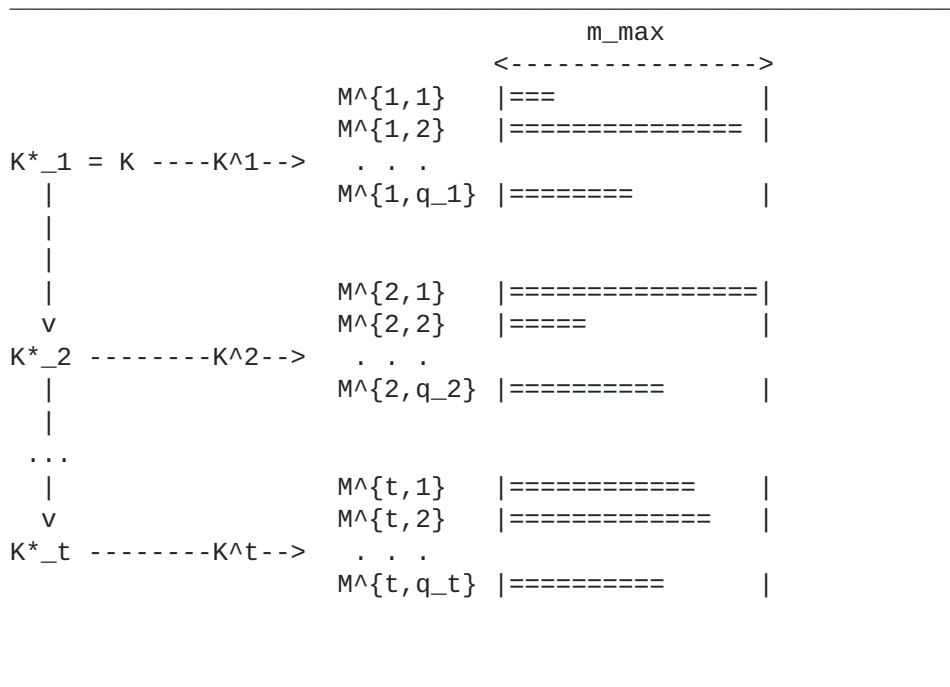 m_max
<---------------->
M^{1,1} |=== |
M^{1,2} |=============== |
K*_1 = K ----K^1--> . . .
| M^{1,q_1} |======== |
|
|
| M^{2,1} |================|
v M^{2,2} |===== |
K*_2 --------K^2--> . . .
| M^{2,q_2} |========== |
|
...
| M^{t,1} |============ |
v M^{t,2} |============= |
K*_t --------K^t--> . . .
M^{t,q_t} |========== |